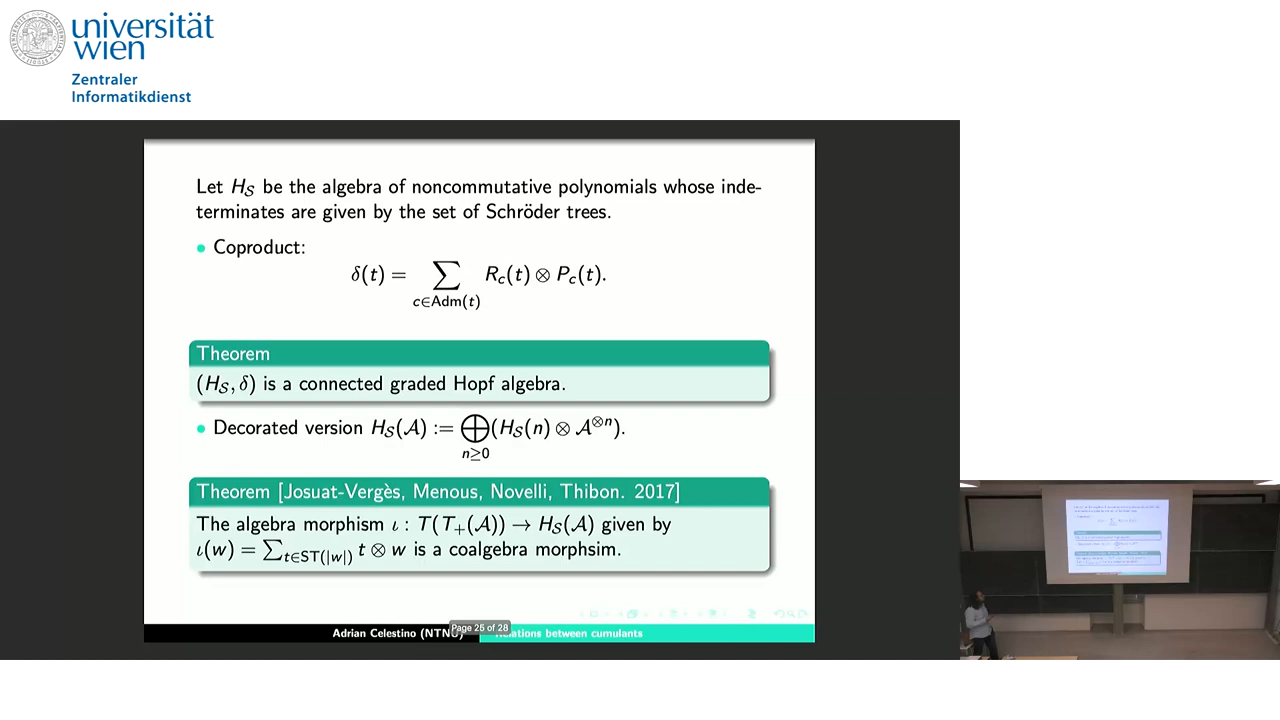 universität
wien
Zentraler
Informatikdienst
Let H_S be the algebra of noncommutative polynomials whose inde-
terminates are given by the set of Schröder trees.
• Coproduct:
δ(t) = ∑_{c∈Adm(t)} R_c(t) ⊗ P_c(t).
Theorem
(H_S, δ) is a connected graded Hopf algebra.
• Decorated version H_S(𝒜) := ⨁_{n≥0} (H_S(n) ⊗ 𝒜^{⊗n}).
Theorem [Josuat-Vergès, Menous, Novelli, Thibon. 2017]
The algebra morphism ι : T(T_+(𝒜)) → H_S(𝒜) given by
ι(w) = ∑_{t∈ST(|w|)} t ⊗ w is a coalgebra morphsim.
Page 25 of 28
Adrian Celestino (NTNU) Relations between cumulants